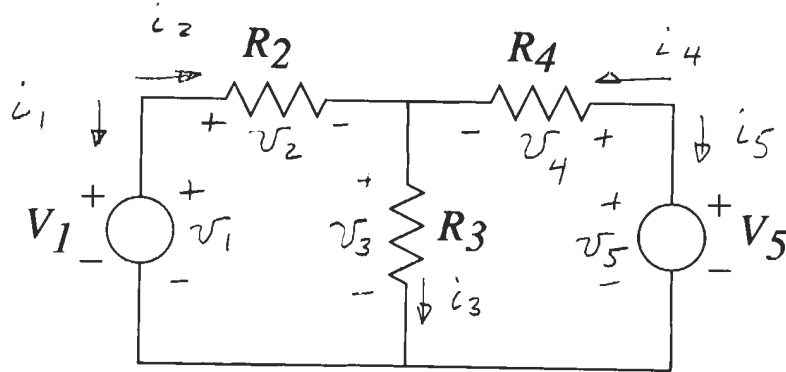 i2
R2
R4
i4
i1
+ v2 -
- v4 +
i5
V1
+
-
+
v1
-
+
v3
-
R3
i3
+
v5
-
+
-
V5